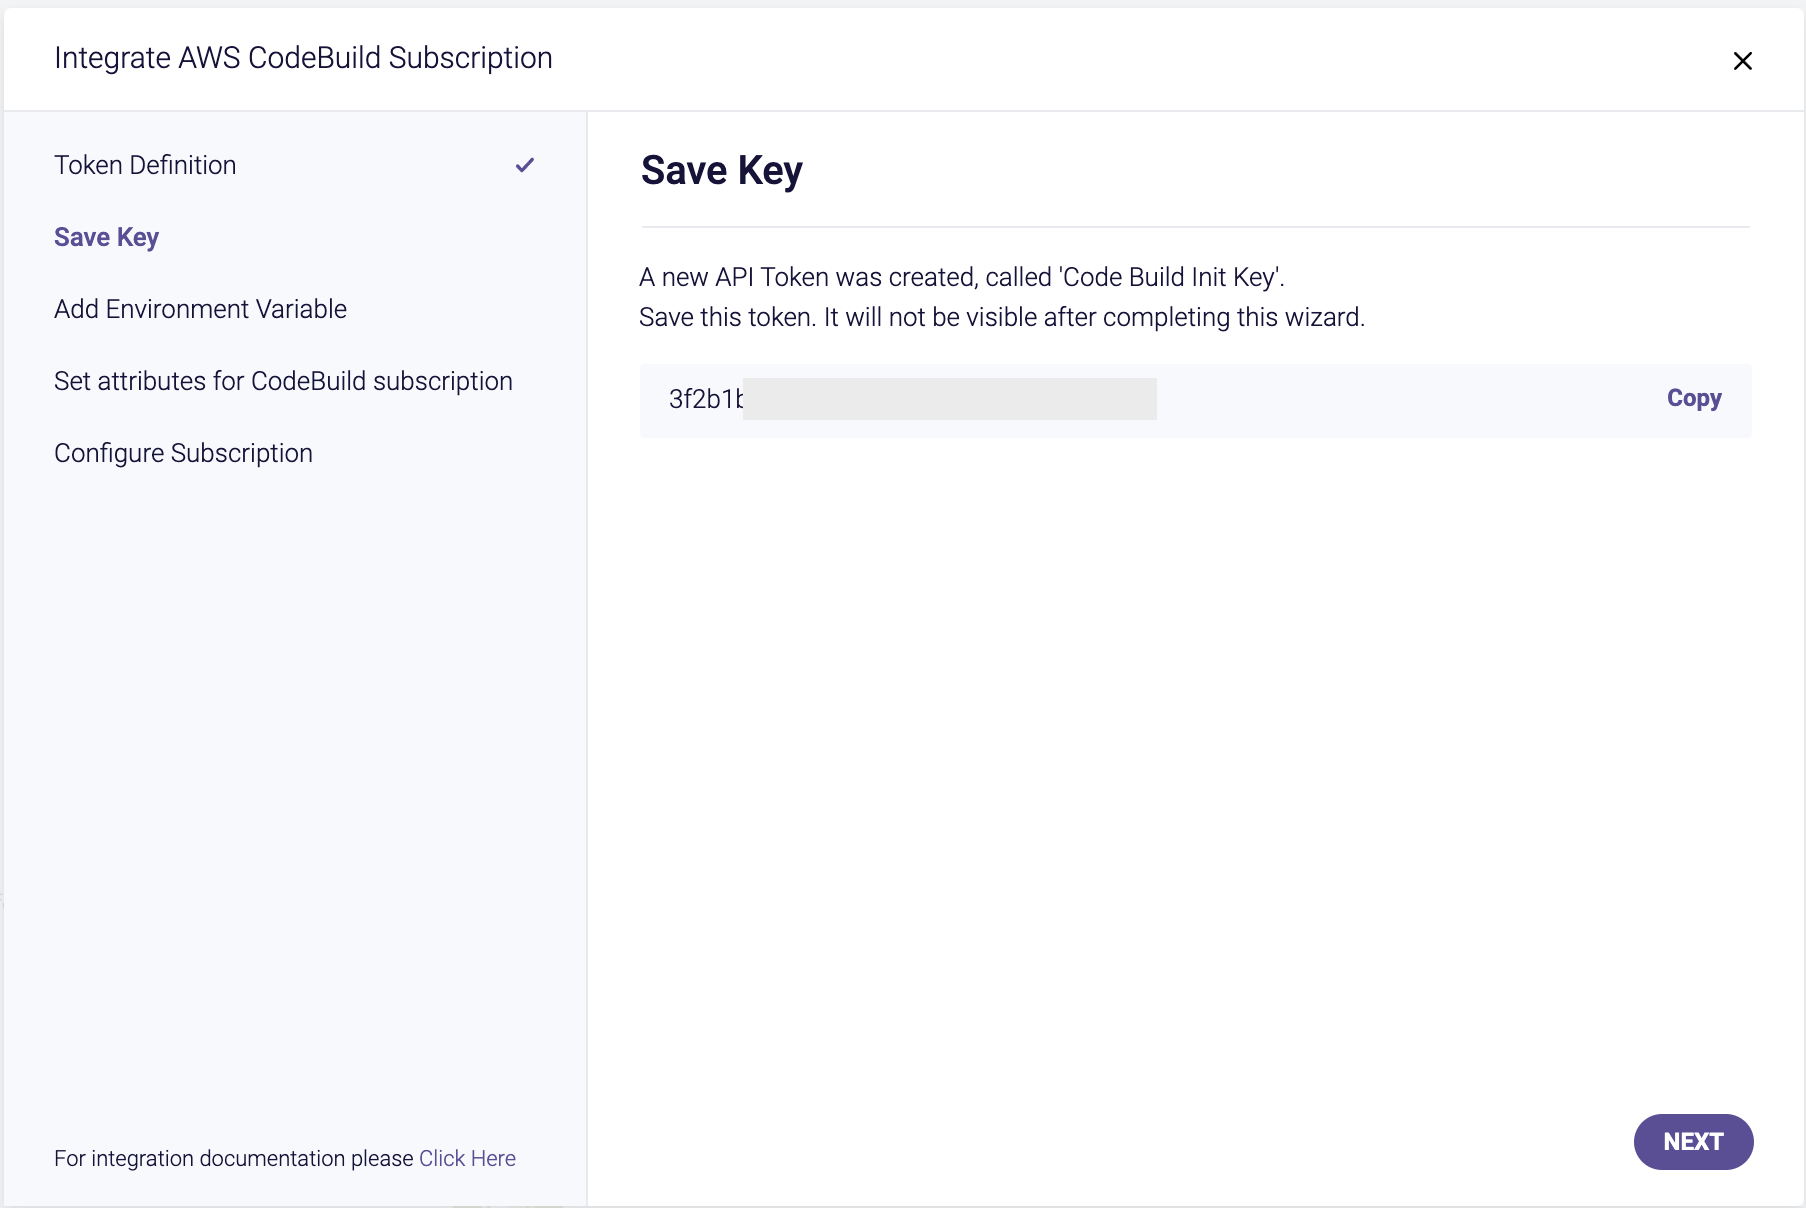 Integrate AWS CodeBuild Subscription
Token Definition
Save Key
Add Environment Variable
Set attributes for CodeBuild subscription
Configure Subscription
For integration documentation please Click Here
Save Key
A new API Token was created, called 'Code Build Init Key'.
Save this token. It will not be visible after completing this wizard.
3f2b1b
Copy
NEXT